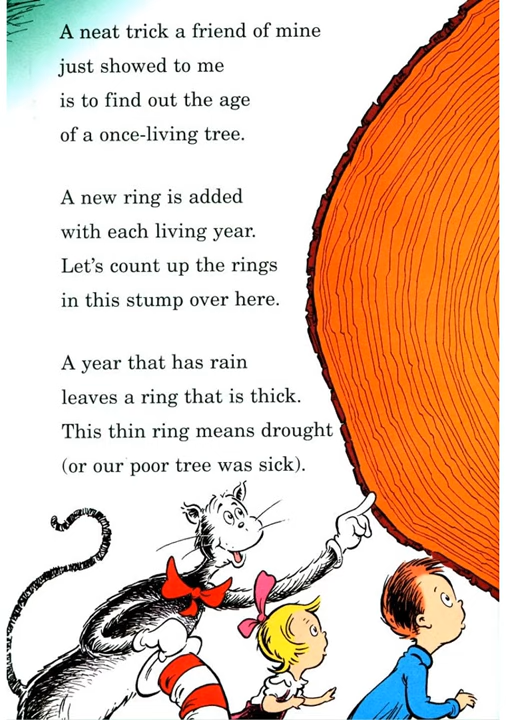 A neat trick a friend of mine
just showed to me
is to find out the age
of a once-living tree.
A new ring is added
with each living year.
Let's count up the rings
in this stump over here.
A year that has rain
leaves a ring that is thick.
This thin ring means drought
(or our poor tree was sick).